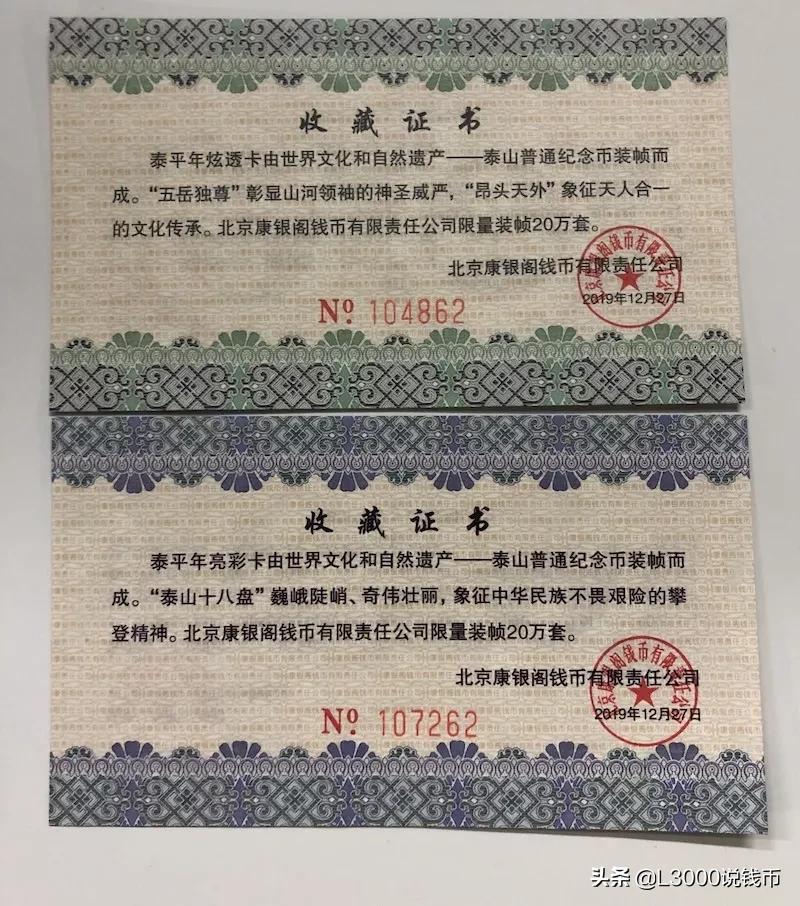 收藏证书
泰平年炫透卡由世界文化和自然遗产——泰山普通纪念币装帧而
成。“五岳独尊”彰显山河领袖的神圣威严，“昂头天外”象征天人合一
的文化传承。北京康银阁钱币有限责任公司限量装帧20万套。
北京康银阁钱币有限责任公司
2019年12月27日
Nº 104862
收藏证书
泰平年亮彩卡由世界文化和自然遗产——泰山普通纪念币装帧而
成。“泰山十八盘”巍峨陡峭、奇伟壮丽，象征中华民族不畏艰险的攀
登精神。北京康银阁钱币有限责任公司限量装帧20万套。
北京康银阁钱币有限责任公司
2019年12月27日
Nº 107262
头条 @L3000说钱币